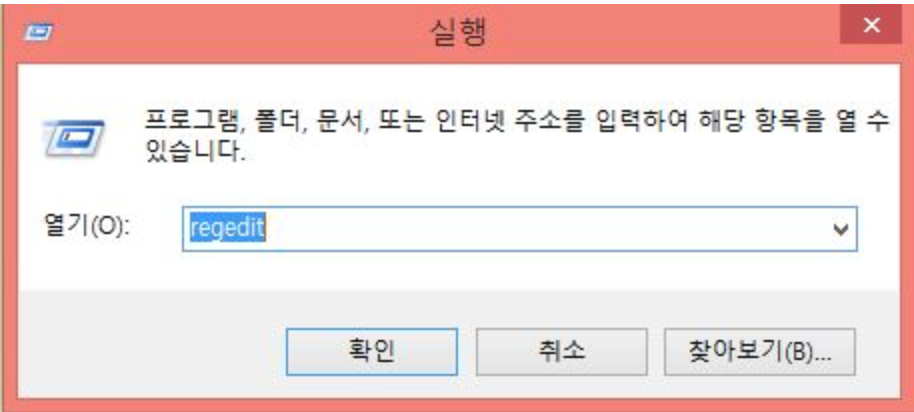 실행
프로그램, 폴더, 문서, 또는 인터넷 주소를 입력하여 해당 항목을 열 수
있습니다.
열기(O): regedit
확인 취소 찾아보기(B)...